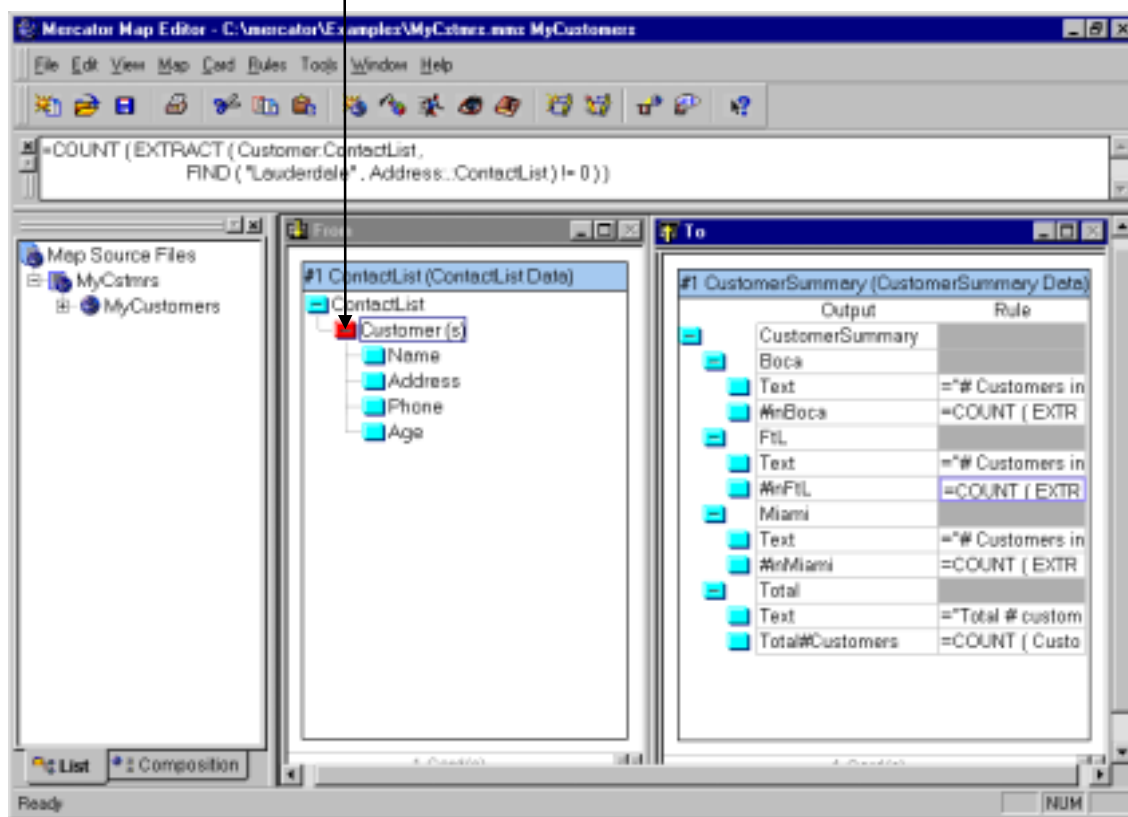 Mercator Map Editor - C:\mercator\Examples\MyCstmrs.mms MyCustomers
File Edit View Map Card Rules Tools Window Help
=COUNT ( EXTRACT ( Customer:ContactList,
FIND ( "Lauderdale" , Address:.:ContactList ) != 0 ) )
Map Source Files
MyCstmrs
MyCustomers
List
Composition
From
#1 ContactList (ContactList Data)
ContactList
Customer (s)
Name
Address
Phone
Age
1 Card(s)
To
#1 CustomerSummary (CustomerSummary Data)
Output Rule
CustomerSummary
Boca
Text ="# Customers in
#inBoca =COUNT ( EXTR
FtL
Text ="# Customers in
#inFtL =COUNT ( EXTR
Miami
Text ="# Customers in
#inMiami =COUNT ( EXTR
Total
Text ="Total # custom
Total#Customers =COUNT ( Custo
1 Card(s)
Ready
NUM